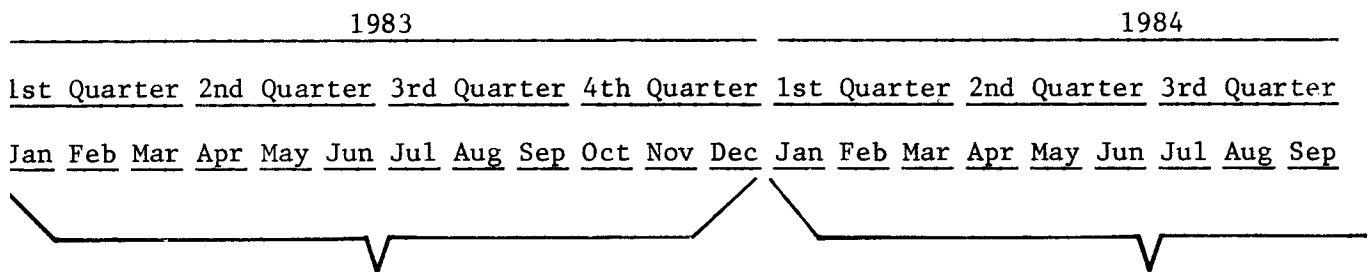 1983 1984
1st Quarter 2nd Quarter 3rd Quarter 4th Quarter 1st Quarter 2nd Quarter 3rd Quarter
Jan Feb Mar Apr May Jun Jul Aug Sep Oct Nov Dec Jan Feb Mar Apr May Jun Jul Aug Sep